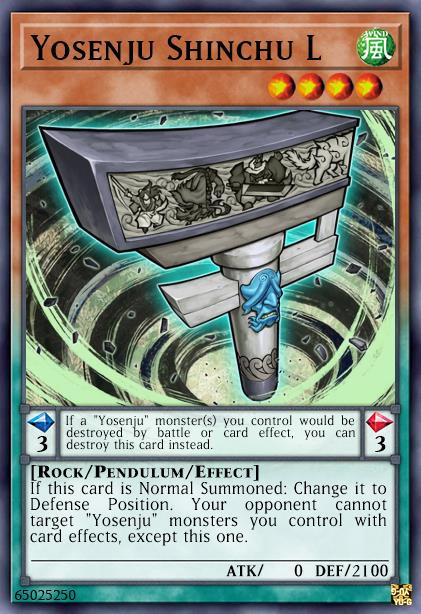 Yosenju Shinchu L
WIND
風
If a "Yosenju" monster(s) you control would be
destroyed by battle or card effect, you can
destroy this card instead.
3
3
[Rock/Pendulum/Effect]
If this card is Normal Summoned: Change it to
Defense Position. Your opponent cannot
target "Yosenju" monsters you control with
card effects, except this one.
ATK/ 0 DEF/2100
65025250